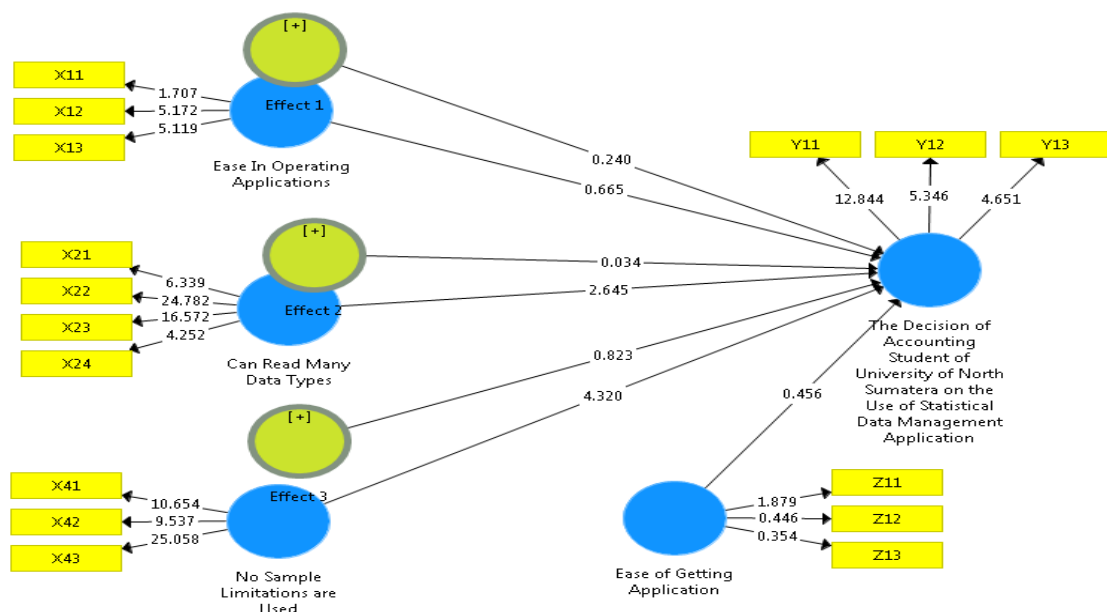 [+]
X11
1.707
Effect 1
X12
5.172
X13
5.119
Ease In Operating
Applications
0.240
0.665
Y11
Y12
Y13
12.844
5.346
4.651
[+]
X21
6.339
X22
24.782
Effect 2
X23
16.572
X24
4.252
Can Read Many
Data Types
0.034
2.645
The Decision of
Accounting
Student of
University of North
Sumatera on the
Use of Statistical
Data Management
Application
[+]
0.823
4.320
0.456
X41
10.654
Effect 3
X42
9.537
X43
25.058
No Sample
Limitations are
Used
Z11
1.879
Z12
0.446
Z13
0.354
Ease of Getting
Application